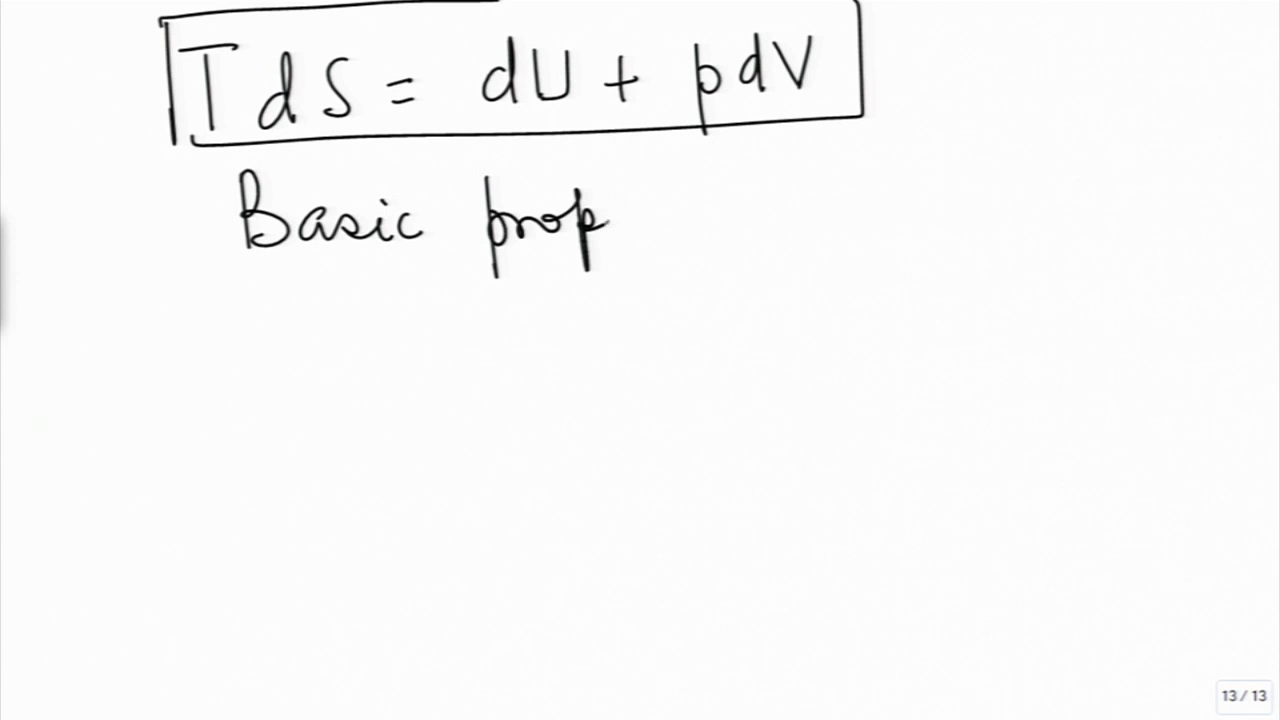 TdS = dU + pdV
Basic prop
13 / 13